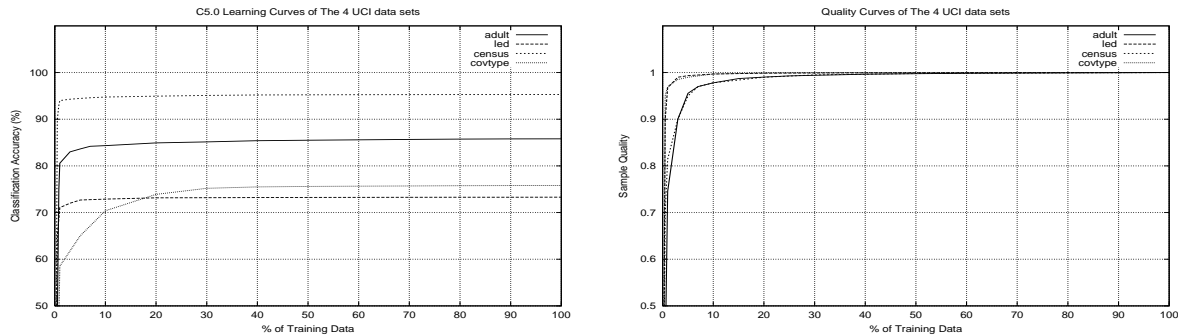 C5.0 Learning Curves of The 4 UCI data sets
adult
led
census
covtype
100
90
80
70
60
50
Classification Accuracy (%)
0 10 20 30 40 50 60 70 80 90 100
% of Training Data
Quality Curves of The 4 UCI data sets
adult
led
census
covtype
1
0.9
0.8
0.7
0.6
0.5
Sample Quality
0 10 20 30 40 50 60 70 80 90 100
% of Training Data